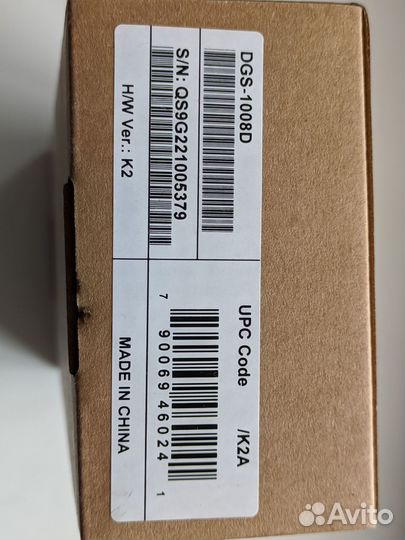 DGS-1008D
S/N: QS9G221005379
H/W Ver.: K2
UPC Code /K2A
7 90069 46024 1
MADE IN CHINA
Avito